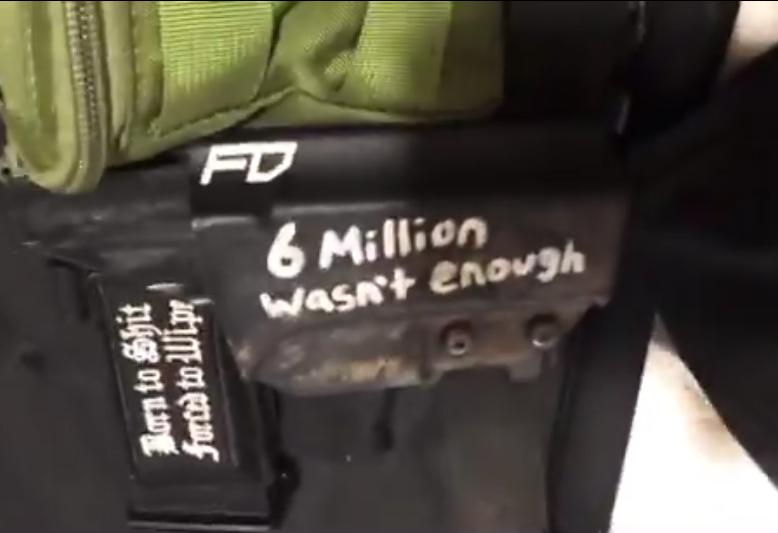 FD
6 Million
wasn't enough
Born to Shit
forced to Wipe